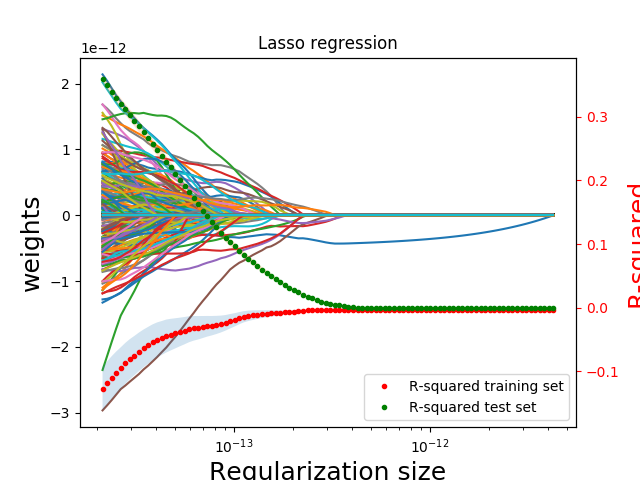 Lasso regression
1e−12
2
1
0
−1
−2
−3
weights
0.3
0.2
0.1
0.0
−0.1
R-squared
R-squared training set
R-squared test set
10^−13
10^−12
Regularization size